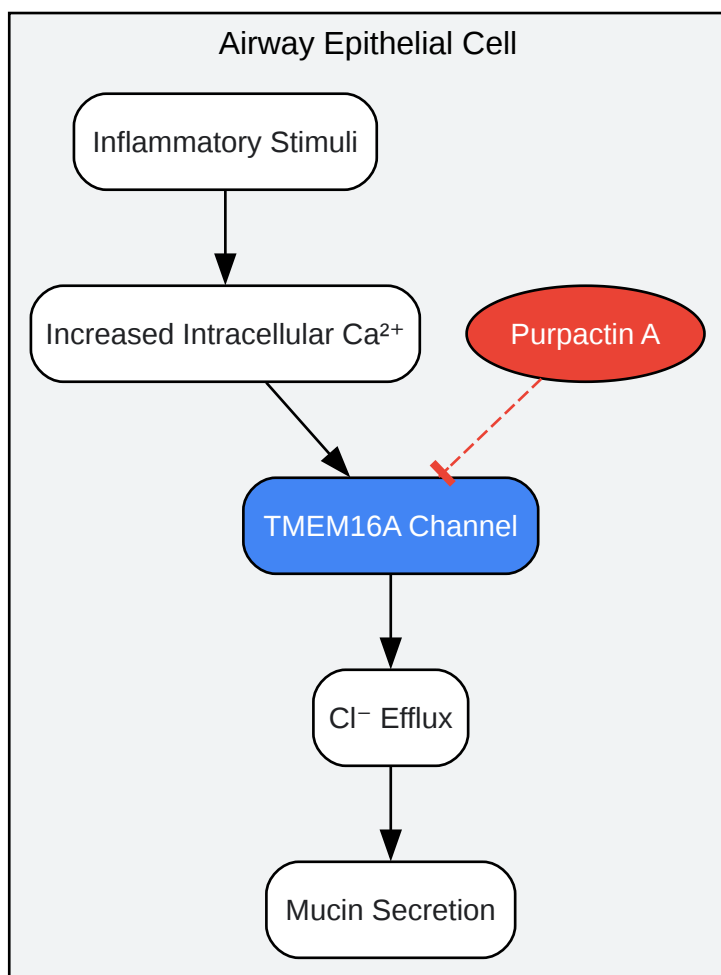 Airway Epithelial Cell
Inflammatory Stimuli
Increased Intracellular Ca²⁺
Purpactin A
TMEM16A Channel
Cl⁻ Efflux
Mucin Secretion